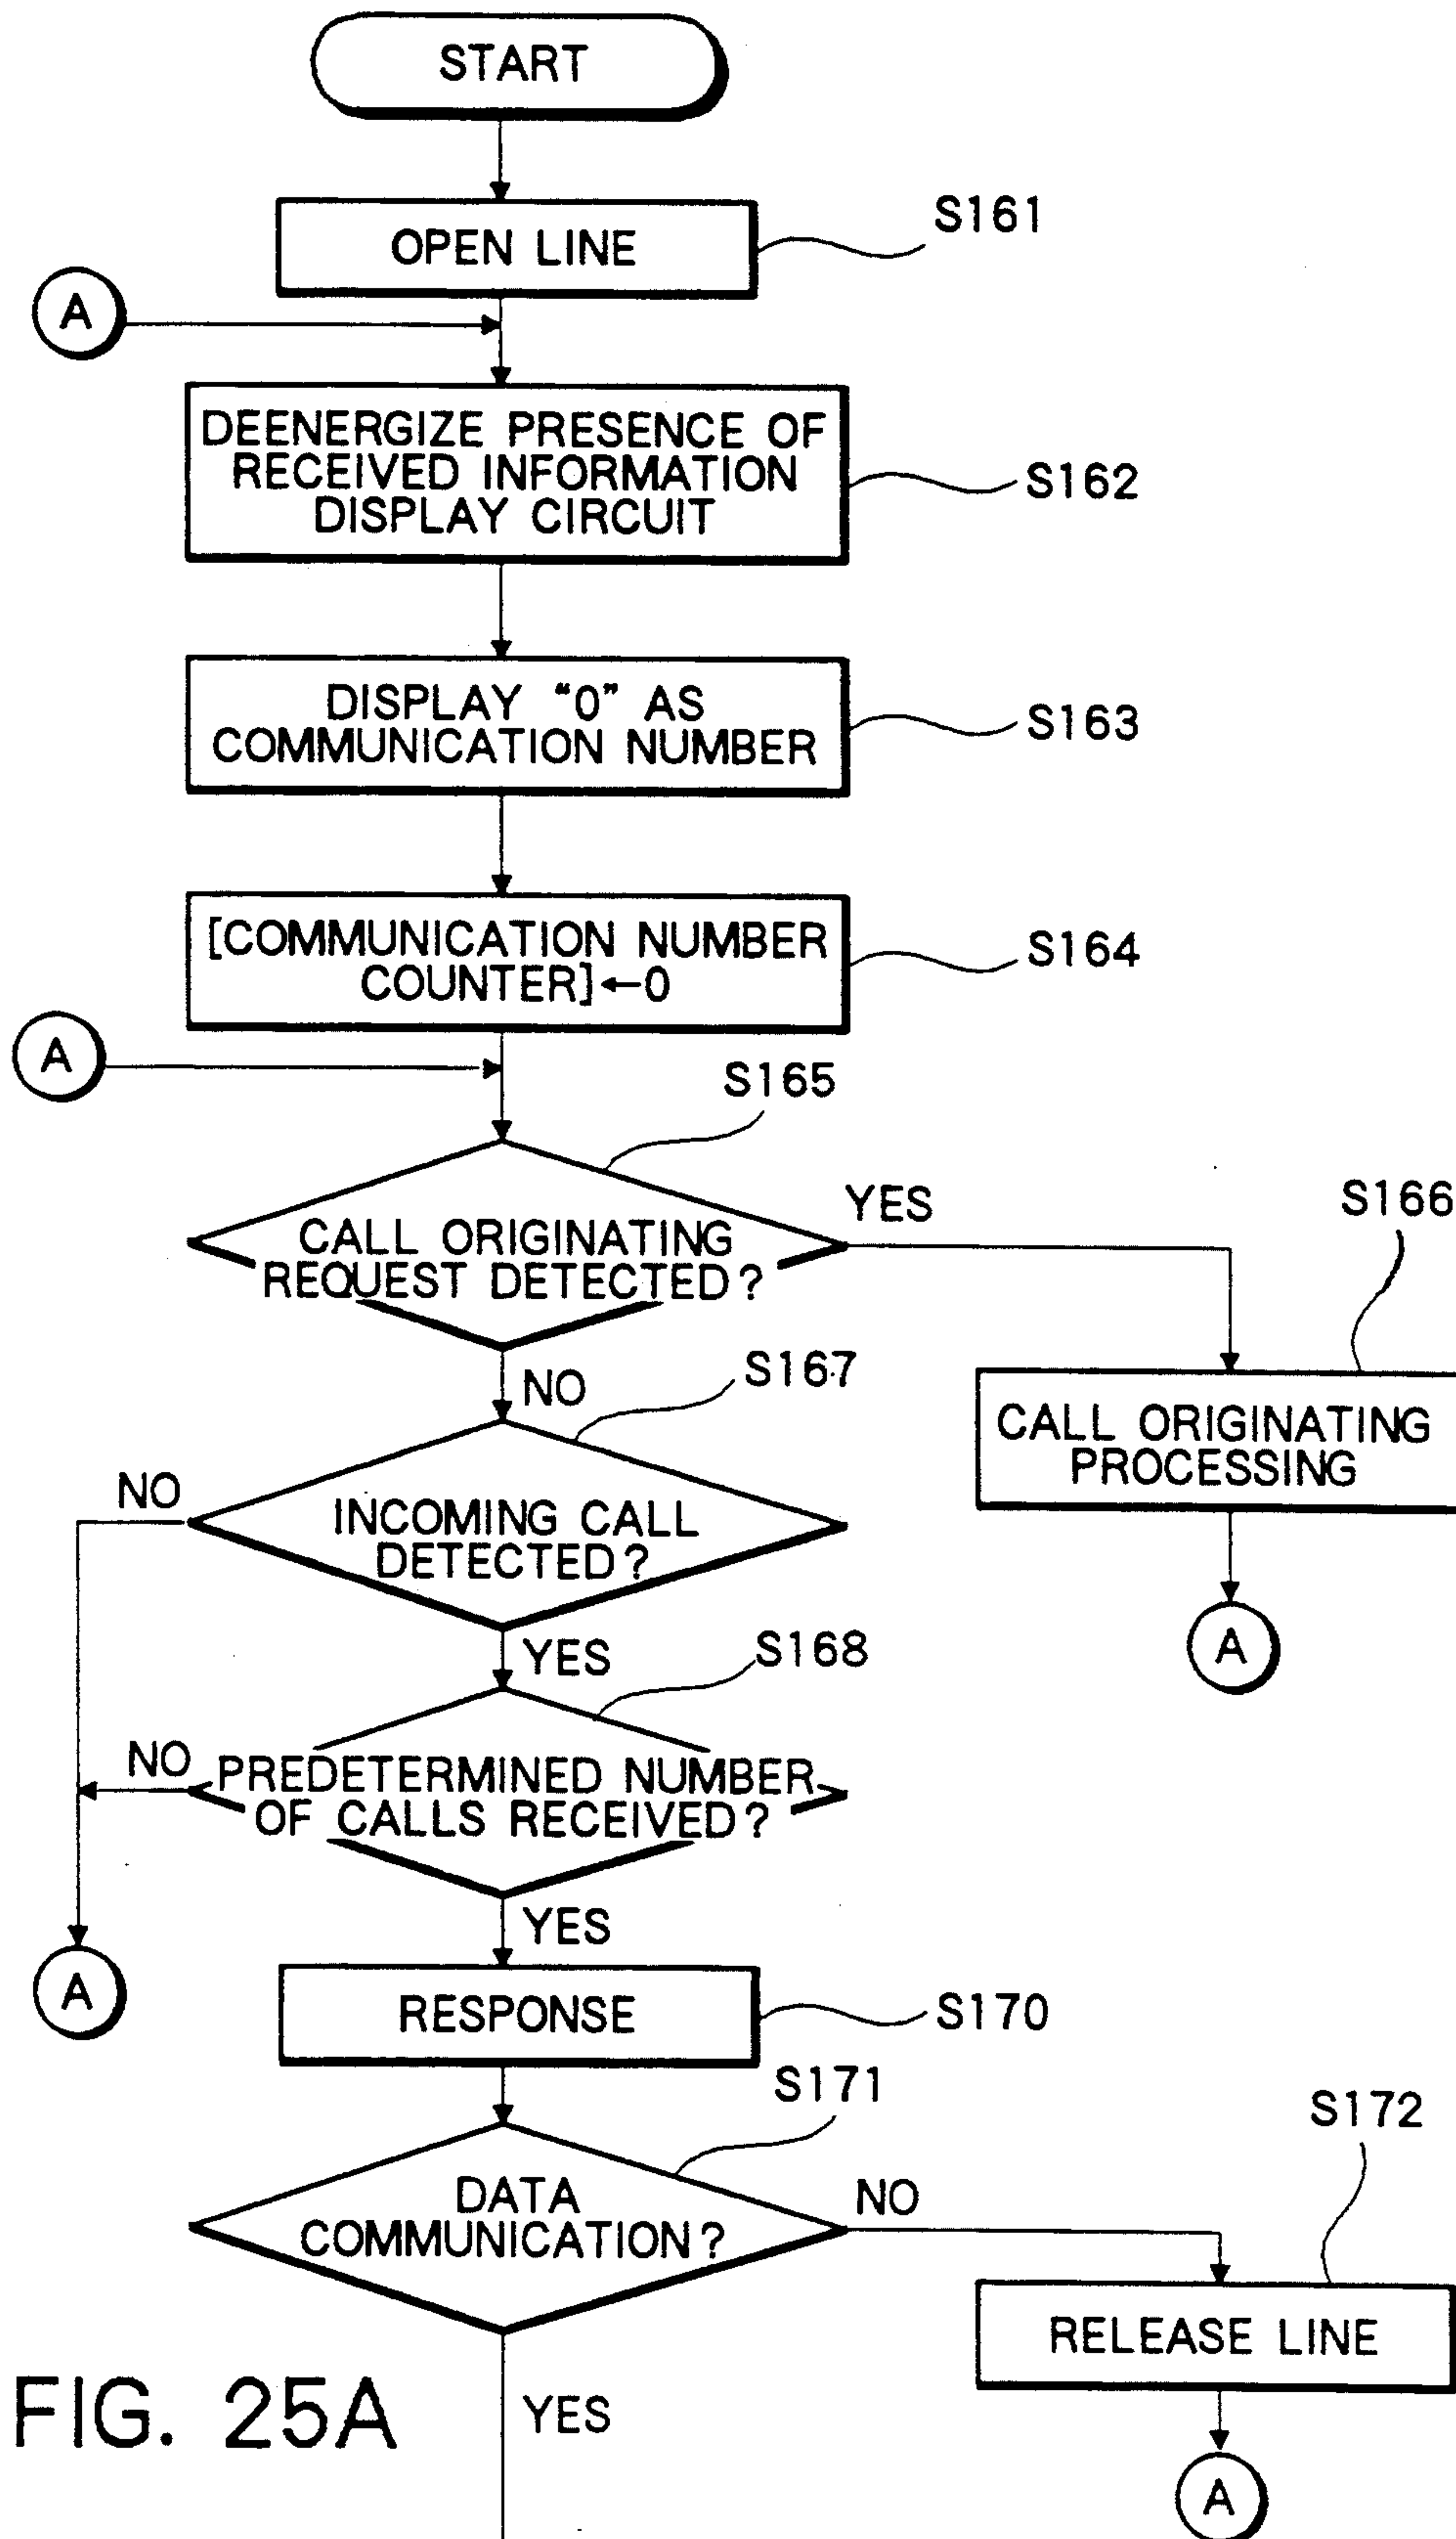 START
OPEN LINE
S161
A
DEENERGIZE PRESENCE OF
RECEIVED INFORMATION
DISPLAY CIRCUIT
S162
DISPLAY “0” AS
COMMUNICATION NUMBER
S163
[COMMUNICATION NUMBER
COUNTER]←0
S164
A
S165
CALL ORIGINATING
REQUEST DETECTED?
YES
S166
CALL ORIGINATING
PROCESSING
A
NO
S167
INCOMING CALL
DETECTED?
NO
YES
S168
PREDETERMINED NUMBER
OF CALLS RECEIVED?
NO
A
YES
RESPONSE
S170
S171
DATA
COMMUNICATION?
NO
S172
RELEASE LINE
A
YES
FIG. 25A